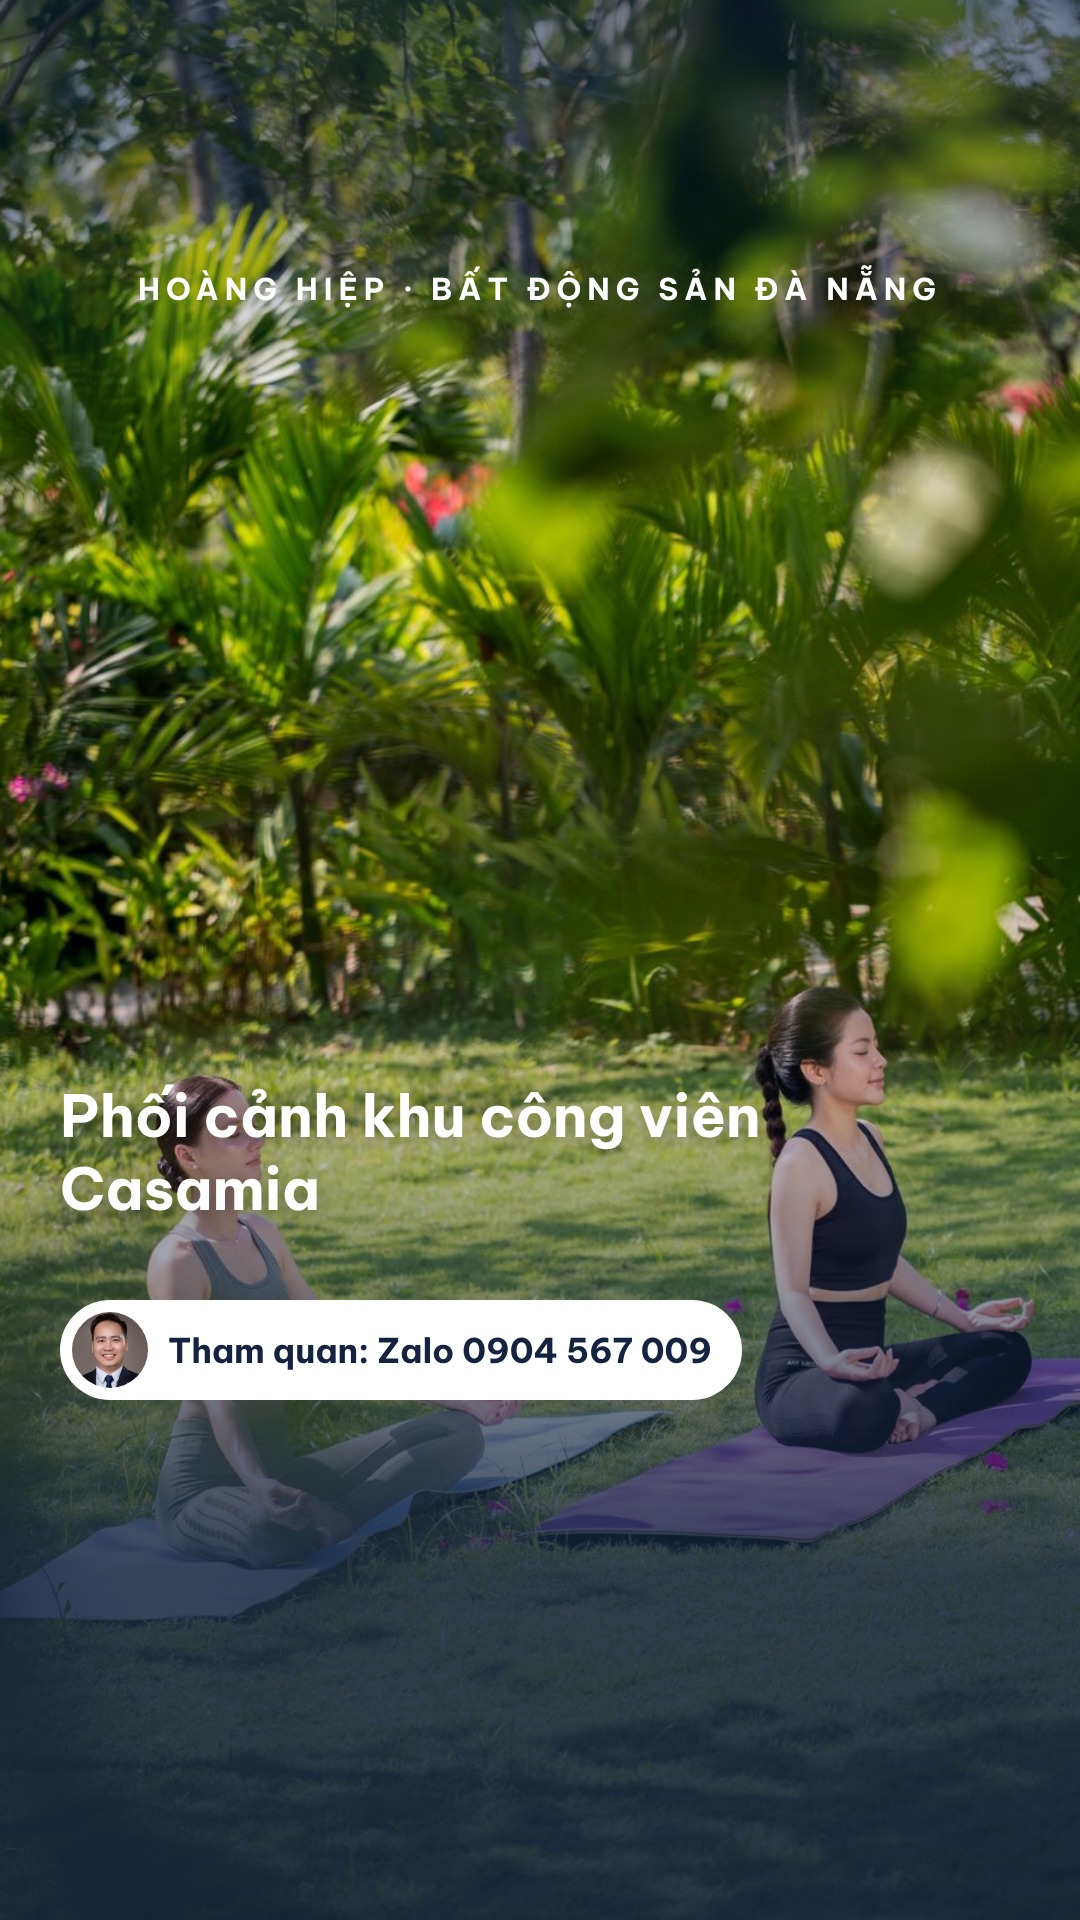 HOÀNG HIỆP · BẤT ĐỘNG SẢN ĐÀ NẴNG
Phối cảnh khu công viên
Casamia
Tham quan: Zalo 0904 567 009